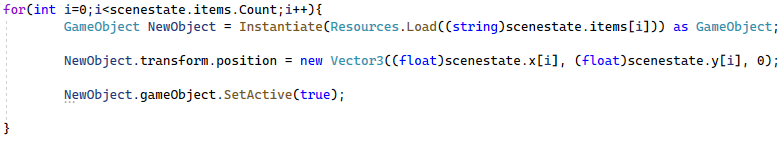 for(int i=0;i<scenestate.items.Count;i++){
GameObject NewObject = Instantiate(Resources.Load((string)scenestate.items[i])) as GameObject;
NewObject.transform.position = new Vector3((float)scenestate.x[i], (float)scenestate.y[i], 0);
NewObject.gameObject.SetActive(true);
}